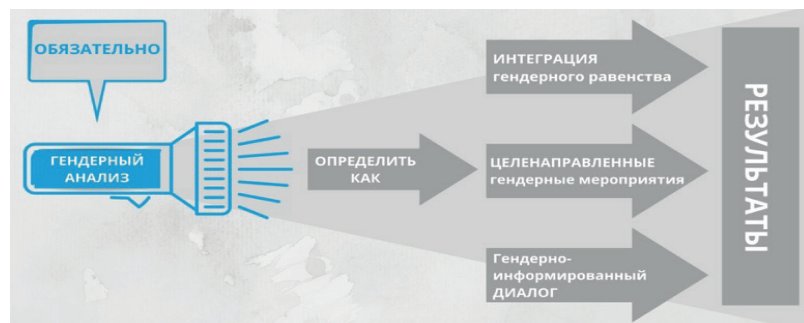 ОБЯЗАТЕЛЬНО
ГЕНДЕРНЫЙ
АНАЛИЗ
ОПРЕДЕЛИТЬ
КАК
ИНТЕГРАЦИЯ
гендерного равенства
ЦЕЛЕНАПРАВЛЕННЫЕ
гендерные мероприятия
Гендерно-
информированный
ДИАЛОГ
РЕЗУЛЬТАТЫ